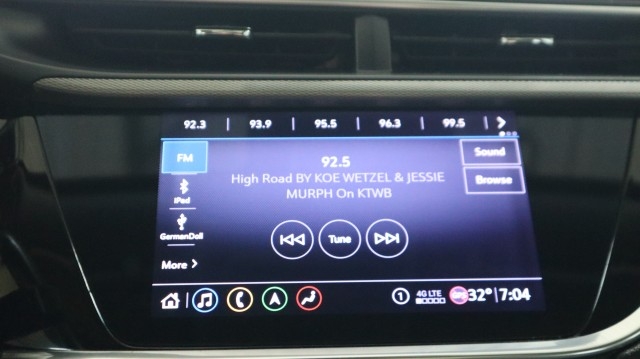 92.3 | 93.9 | 95.5 | 96.3 | 99.5 |
FM
92.5
Sound
High Road BY KOE WETZEL & JESSIE
MURPH On KTWB
Browse
iPad
GermanDoll
Tune
More
1 4G LTE 32° 7:04